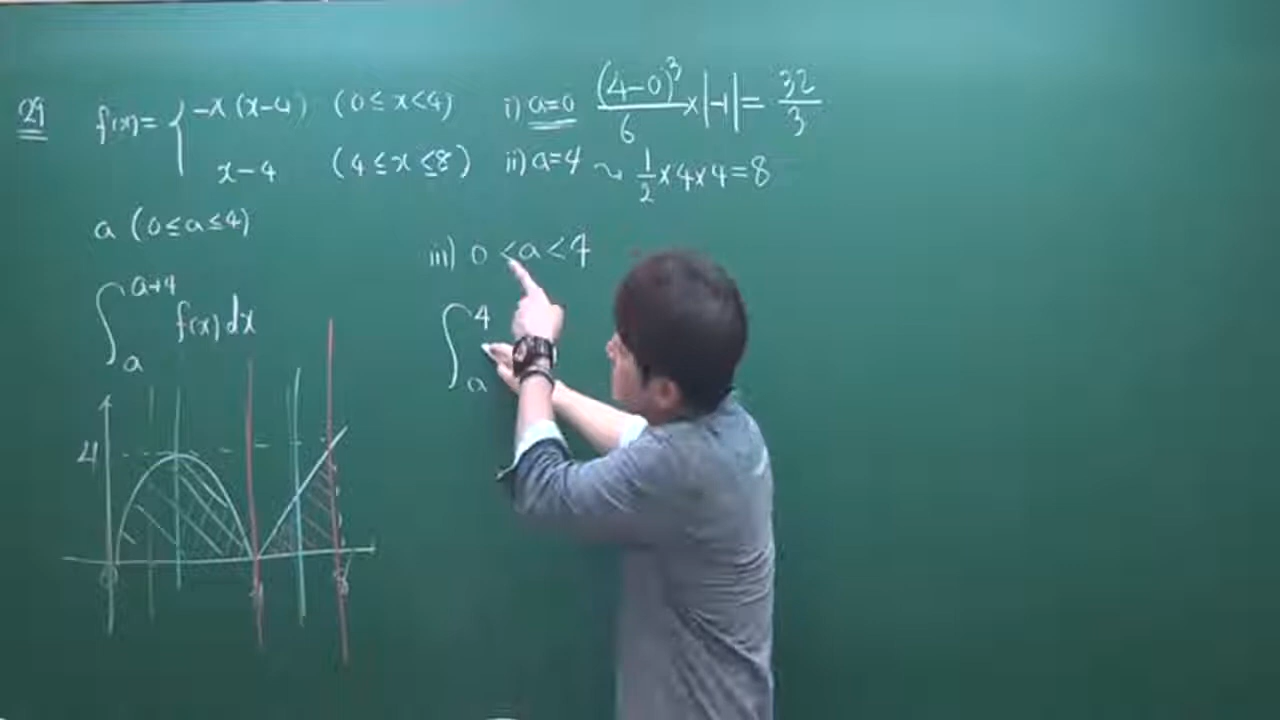 29
f(x)= { -x(x-4) (0≤x<4)
x-4 (4≤x≤8)
a (0≤a≤4)
∫_a^{a+4} f(x)dx
4
0
i) a=0 (4-0)³/6 ×|-1|= 32/3
ii) a=4 ~ 1/2 ×4×4=8
iii) 0<a<4
∫_a^4